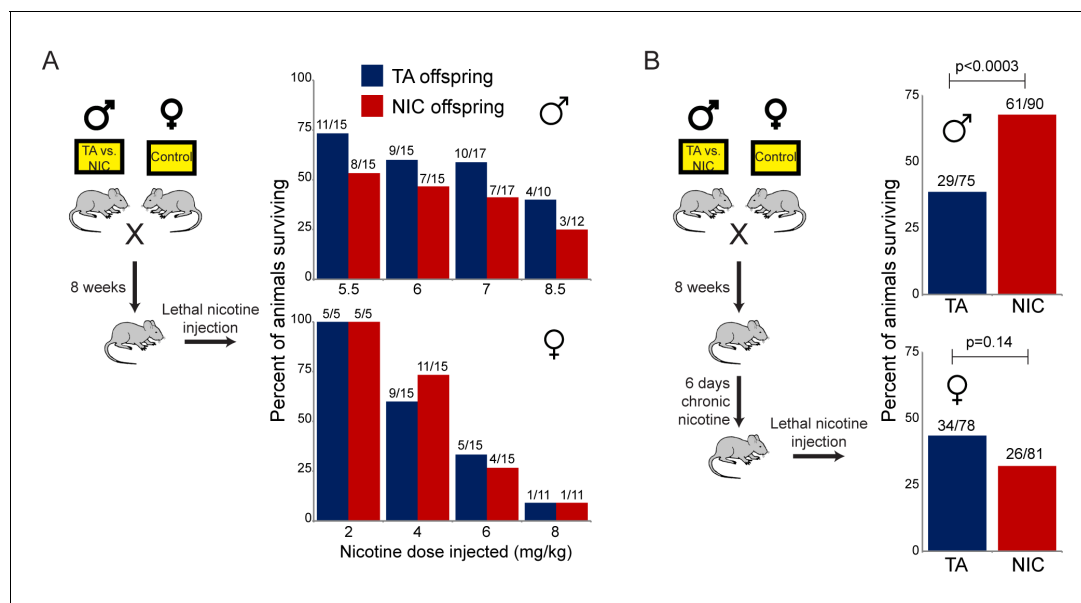 A
♂
♀
TA vs.
NIC
Control
X
8 weeks
Lethal nicotine
injection
Percent of animals surviving
TA offspring
NIC offspring
♂
100
75
50
25
0
11/15
8/15
9/15
7/15
10/17
7/17
4/10
3/12
5.5
6
7
8.5
♀
100
75
50
25
0
5/5
5/5
9/15
11/15
5/15
4/15
1/11
1/11
2
4
6
8
Nicotine dose injected (mg/kg)
B
♂
♀
TA vs.
NIC
Control
X
8 weeks
6 days
chronic
nicotine
Lethal nicotine
injection
Percent of animals surviving
p<0.0003
75
50
25
0
♂
29/75
61/90
TA
NIC
p=0.14
75
50
25
0
♀
34/78
26/81
TA
NIC